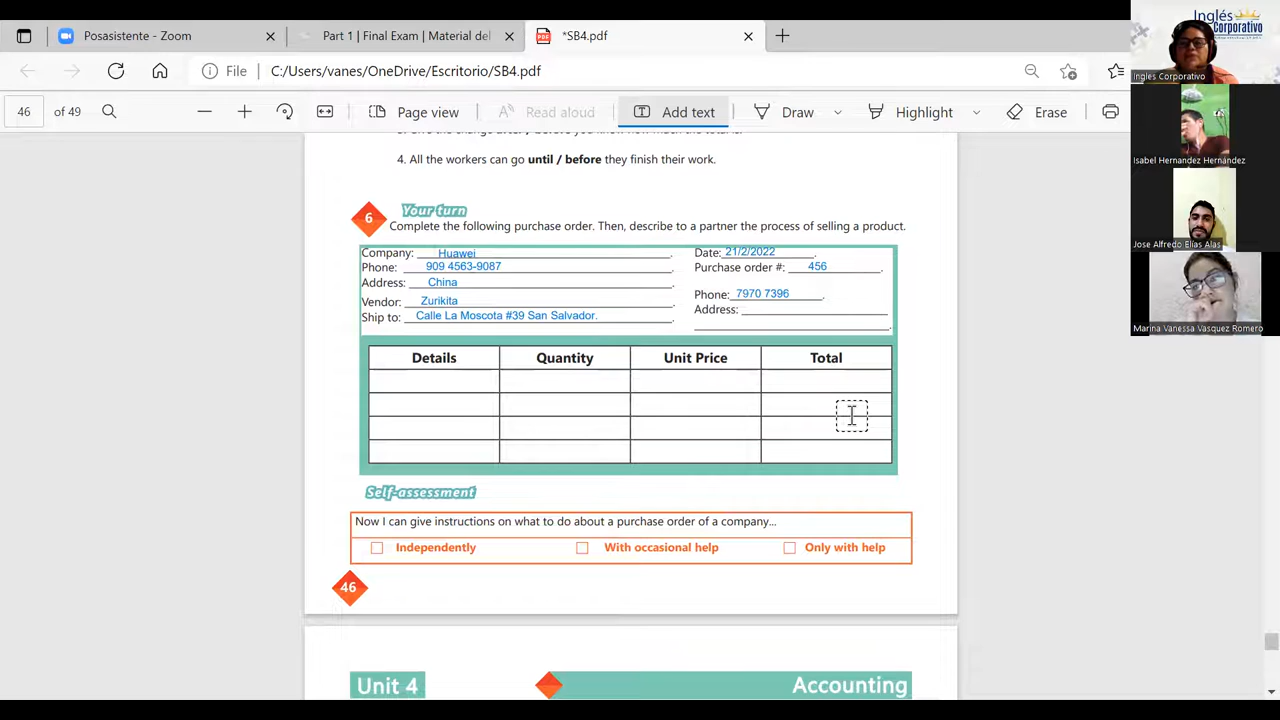 Posasistente - Zoom
Part 1 | Final Exam | Material del
*SB4.pdf
File
C:/Users/vanes/OneDrive/Escritorio/SB4.pdf
46 of 49
Page view
Read aloud
Add text
Draw
Highlight
Erase
4. All the workers can go until / before they finish their work.
6 Your turn
Complete the following purchase order. Then, describe to a partner the process of selling a product.
Company: Huawei Date: 21/2/2022
Phone: 909 4563-9087 Purchase order #: 456
Address: China
Phone: 7970 7396
Vendor: Zurikita
Address:
Ship to: Calle La Moscota #39 San Salvador.
Details Quantity Unit Price Total
Self-assessment
Now I can give instructions on what to do about a purchase order of a company...
Independently With occasional help Only with help
46
Unit 4 Accounting
Inglés
Corporativo
Ingles Corporativo
Isabel Hernandez Hernández
Jose Alfredo Elías Alas
Marina Vanessa Vasquez Romero